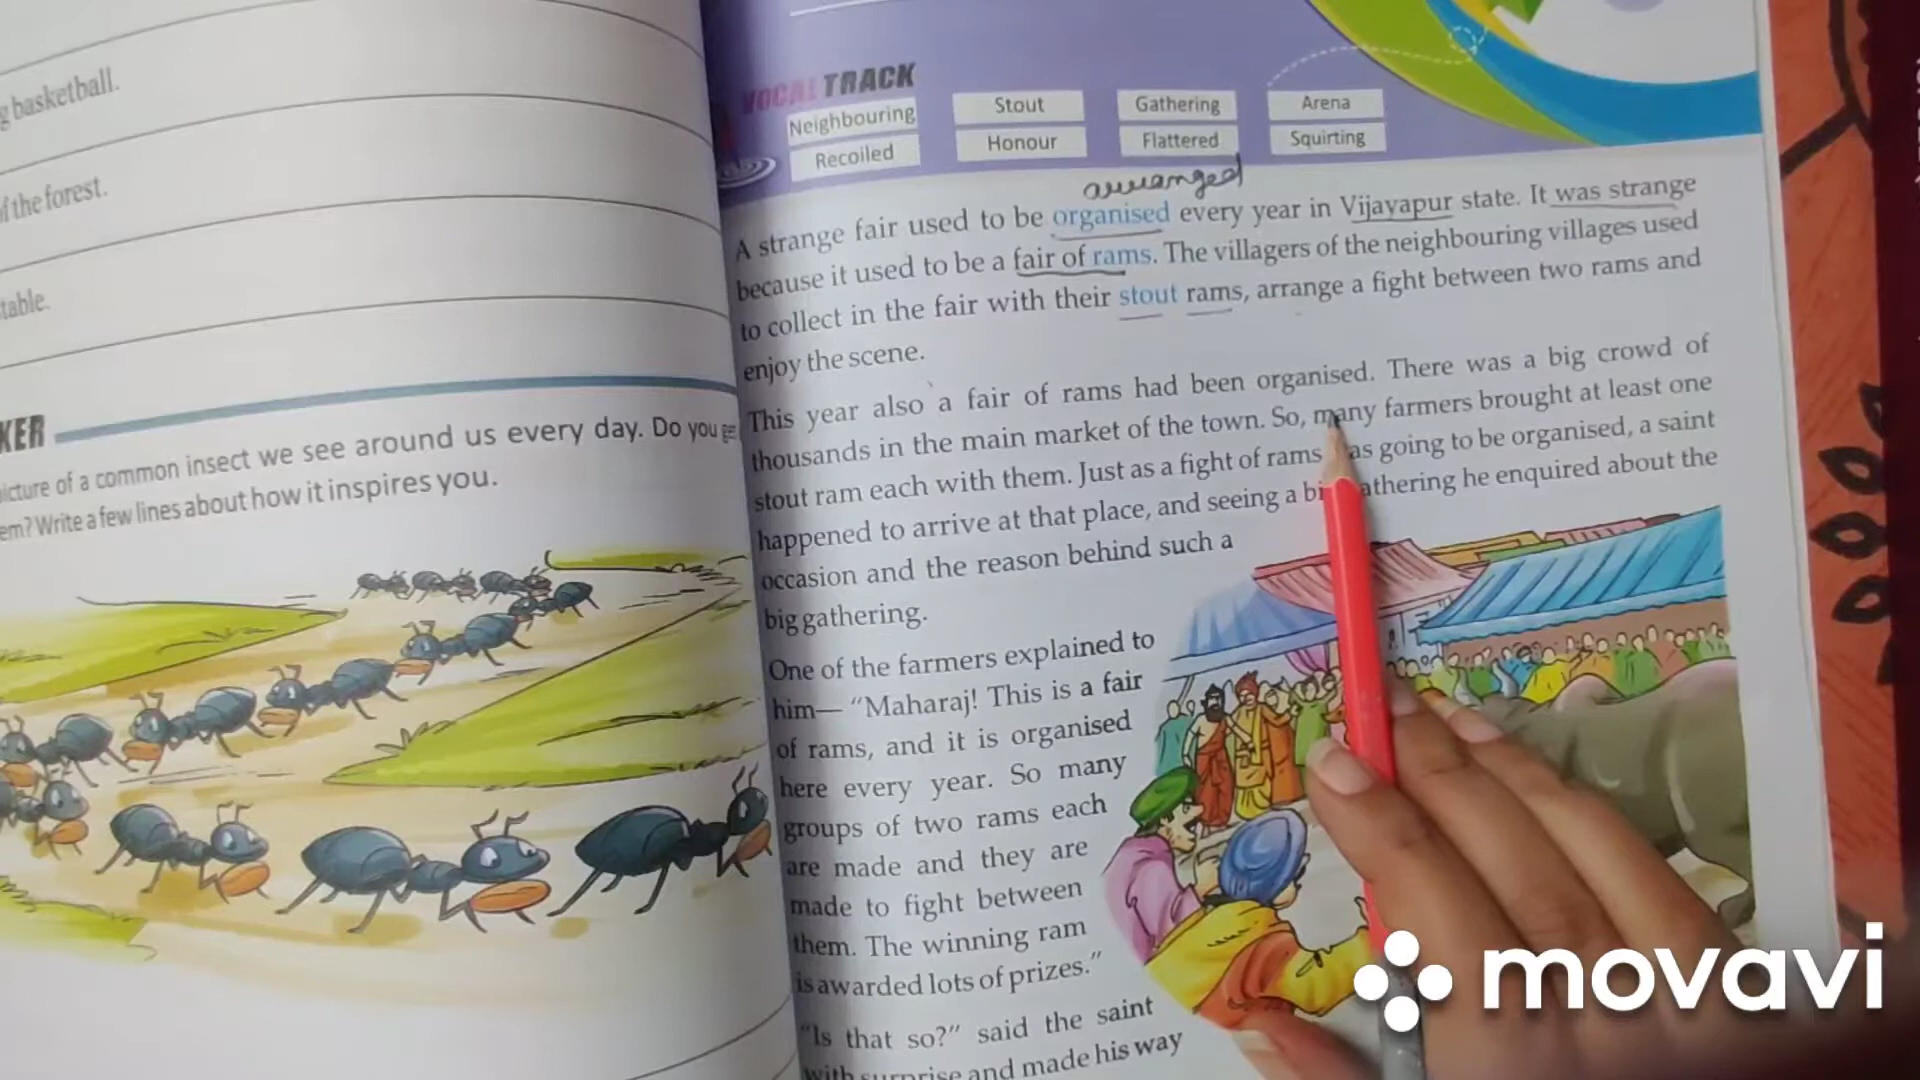 g basketball.
of the forest.
table.
KER
picture of a common insect we see around us every day. Do you get
em? Write a few lines about how it inspires you.
VOCAL TRACK
Neighbouring
Stout
Gathering
Arena
Recoiled
Honour
Flattered
Squirting
arranged
A strange fair used to be organised every year in Vijayapur state. It was strange
because it used to be a fair of rams. The villagers of the neighbouring villages used
to collect in the fair with their stout rams, arrange a fight between two rams and
enjoy the scene.
This year also a fair of rams had been organised. There was a big crowd of
thousands in the main market of the town. So, many farmers brought at least one
stout ram each with them. Just as a fight of rams as going to be organised, a saint
happened to arrive at that place, and seeing a bi athering he enquired about the
occasion and the reason behind such a
big gathering.
One of the farmers explained to
him— “Maharaj! This is a fair
of rams, and it is organised
here every year. So many
groups of two rams each
are made and they are
made to fight between
them. The winning ram
is awarded lots of prizes.”
“Is that so?” said the saint
with surprise and made his way
movavi